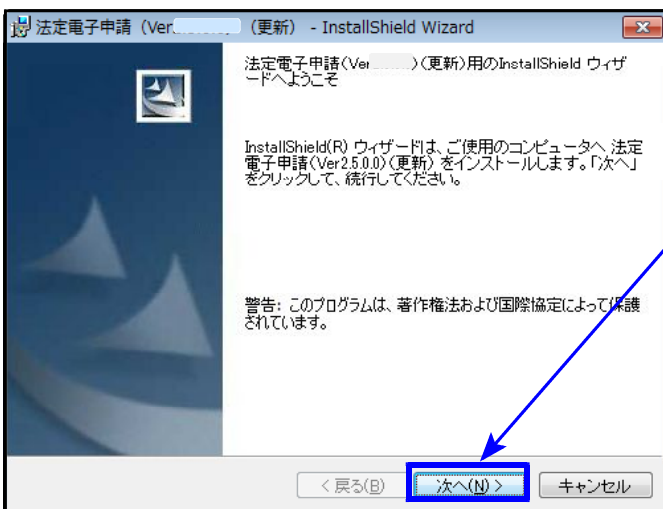 法定電子申請（Ver. （更新） - InstallShield Wizard
法定電子申請(Ver )(更新)用のInstallShield ウィザ
ードへようこそ
InstallShield(R) ウィザードは、ご使用のコンピュータへ 法定
電子申請(Ver2.5.0.0)(更新) をインストールします。「次へ」
をクリックして、続行してください。
警告: このプログラムは、著作権法および国際協定によって保護
されています。
< 戻る(B) 次へ(N) > キャンセル